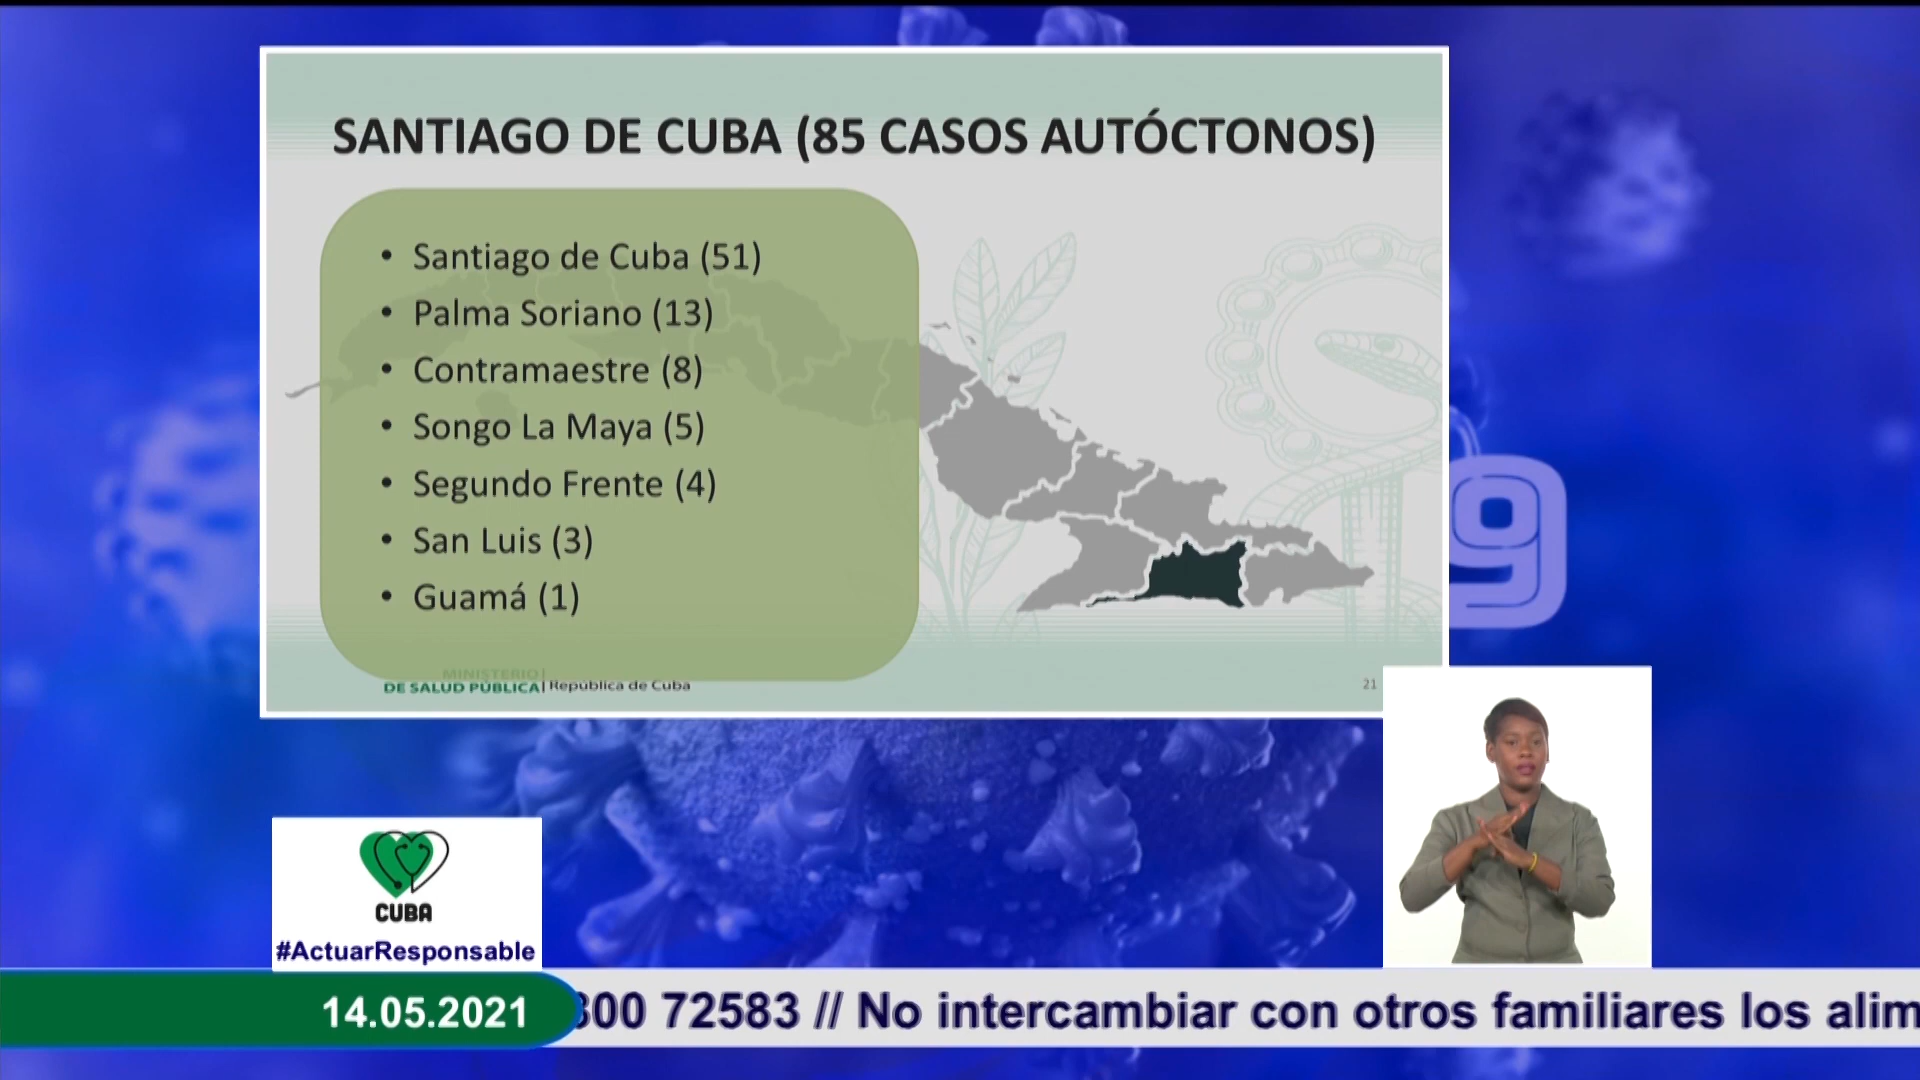 SANTIAGO DE CUBA (85 CASOS AUTÓCTONOS)
• Santiago de Cuba (51)
• Palma Soriano (13)
• Contramaestre (8)
• Songo La Maya (5)
• Segundo Frente (4)
• San Luis (3)
• Guamá (1)
MINISTERIO
DE SALUD PÚBLICA | República de Cuba
21
9
CUBA
#ActuarResponsable
14.05.2021
300 72583 // No intercambiar con otros familiares los alim